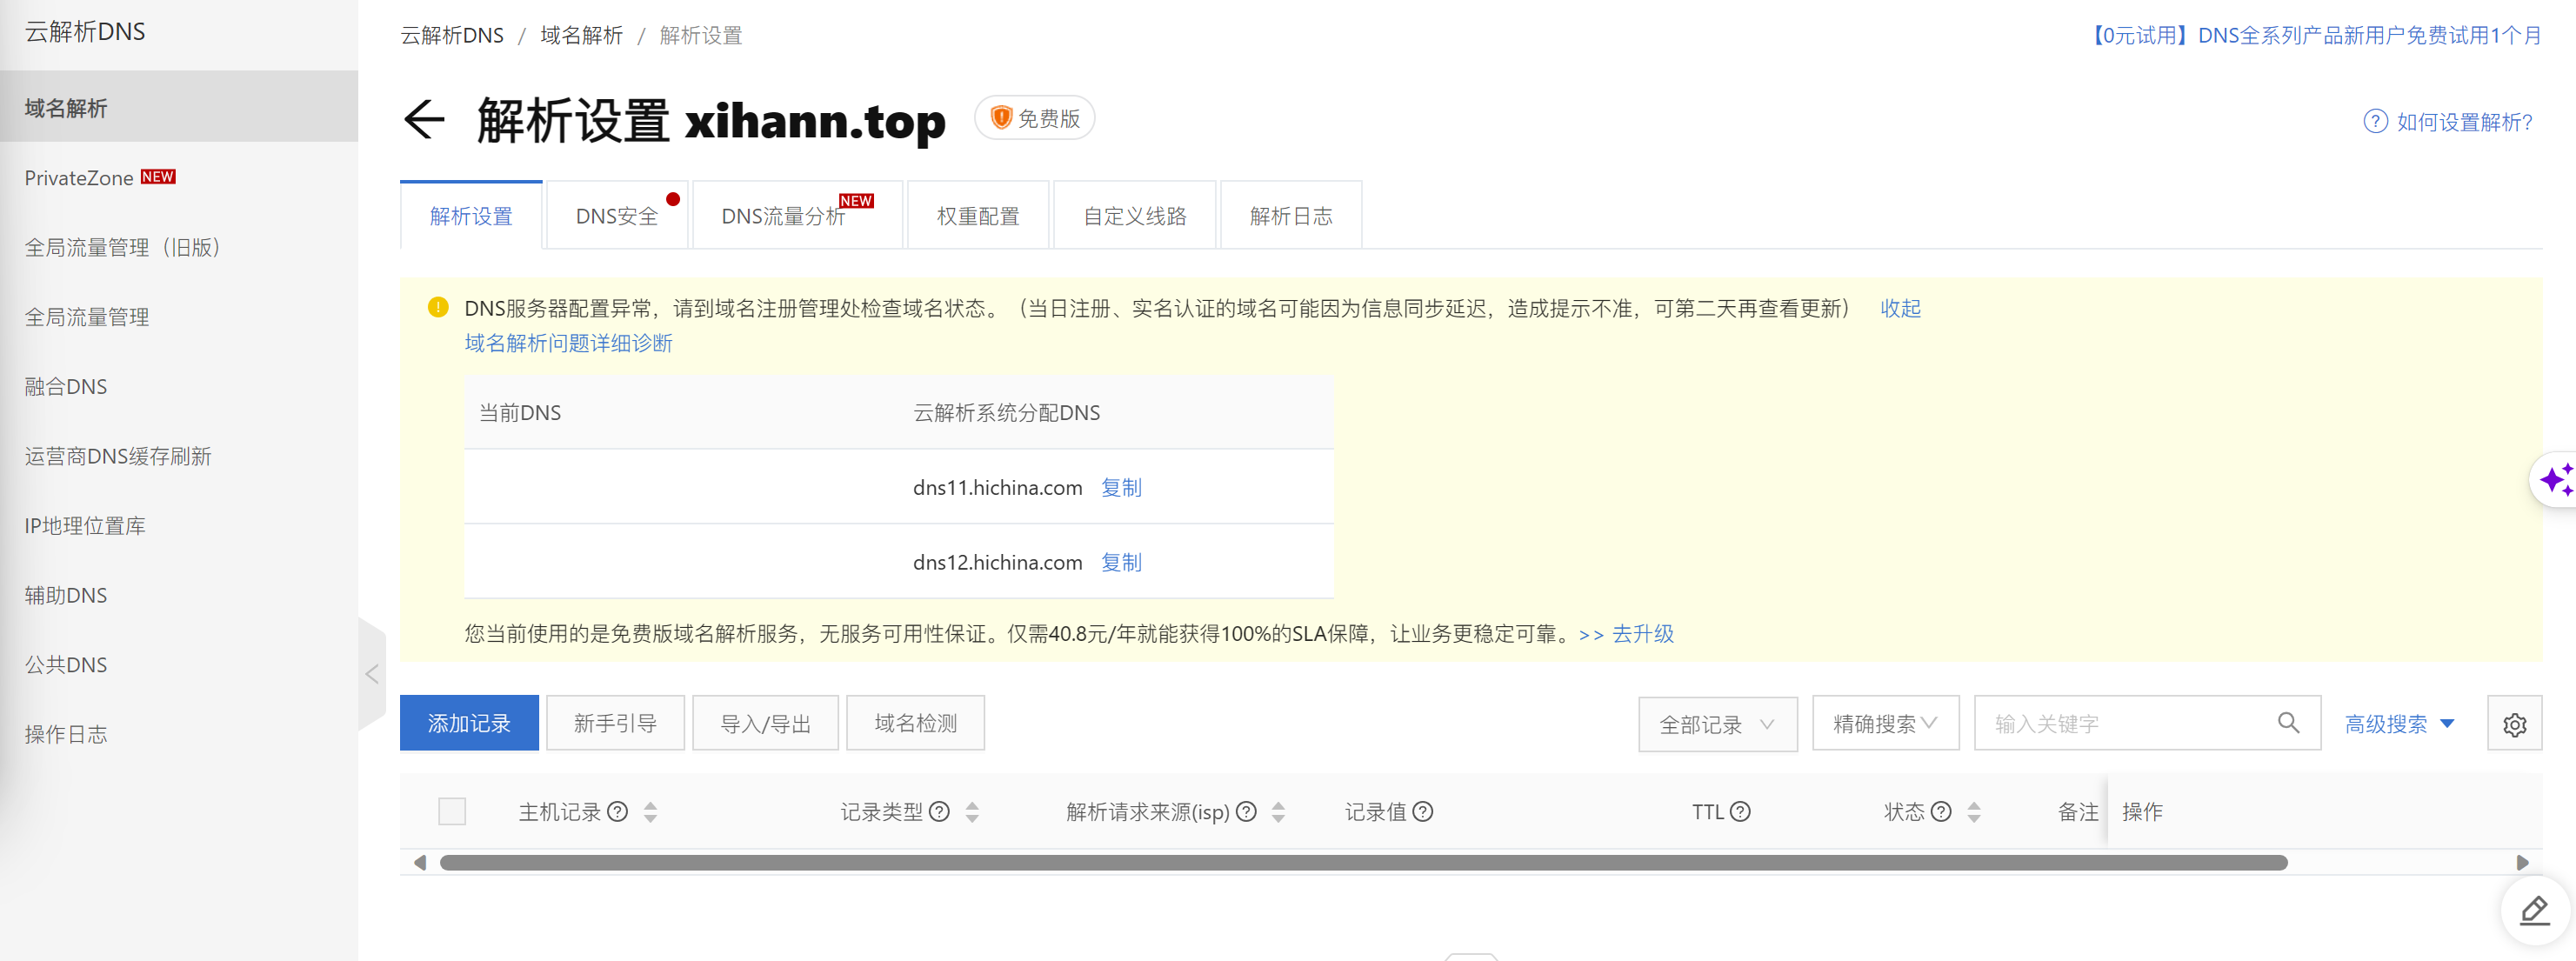 云解析DNS
域名解析
PrivateZone NEW
全局流量管理（旧版）
全局流量管理
融合DNS
运营商DNS缓存刷新
IP地理位置库
辅助DNS
公共DNS
操作日志
云解析DNS / 域名解析 / 解析设置
【0元试用】DNS全系列产品新用户免费试用1个月
解析设置 xihann.top 免费版
如何设置解析?
解析设置 DNS安全 DNS流量分析 NEW 权重配置 自定义线路 解析日志
DNS服务器配置异常，请到域名注册管理处检查域名状态。（当日注册、实名认证的域名可能因为信息同步延迟，造成提示不准，可第二天再查看更新） 收起
域名解析问题详细诊断
当前DNS 云解析系统分配DNS
dns11.hichina.com 复制
dns12.hichina.com 复制
您当前使用的是免费版域名解析服务，无服务可用性保证。仅需40.8元/年就能获得100%的SLA保障，让业务更稳定可靠。>> 去升级
添加记录 新手引导 导入/导出 域名检测 全部记录 精确搜索 输入关键字 高级搜索
主机记录 记录类型 解析请求来源(isp) 记录值 TTL 状态 备注 操作